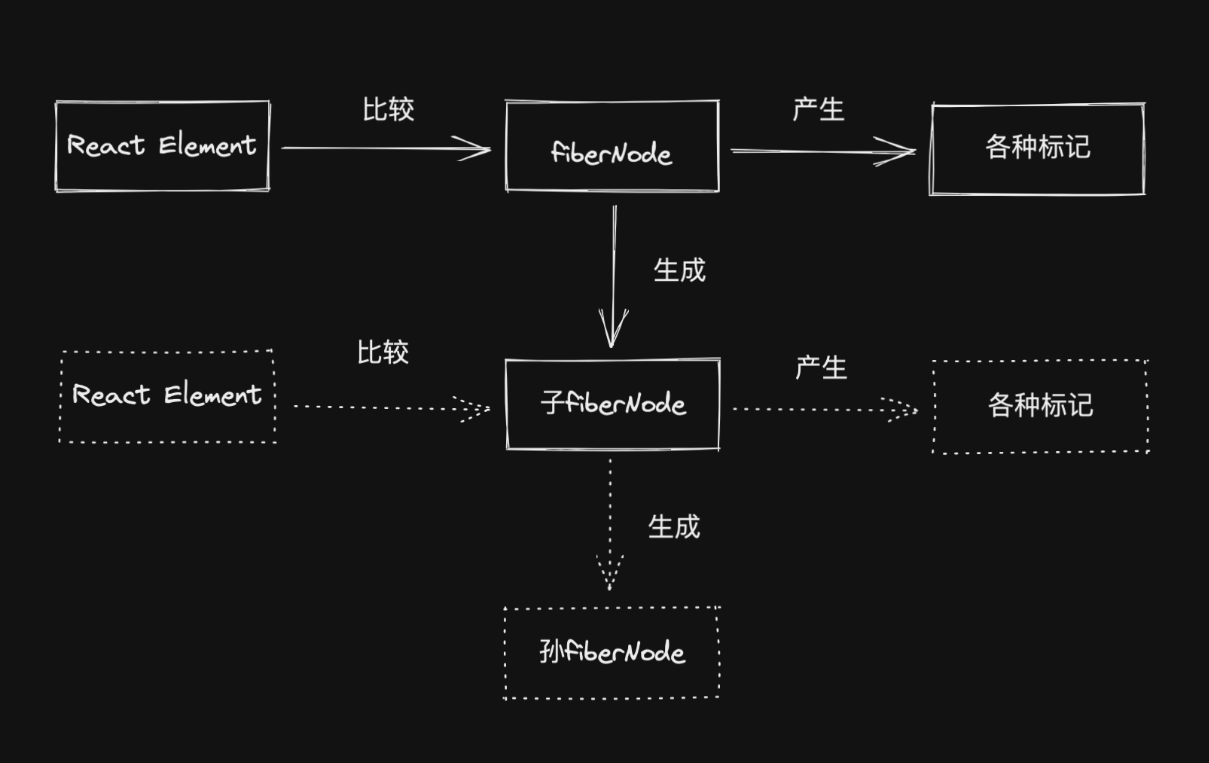 比较
产生
React Element
fiberNode
各种标记
生成
比较
产生
React Element
子fiberNode
各种标记
生成
孙fiberNode